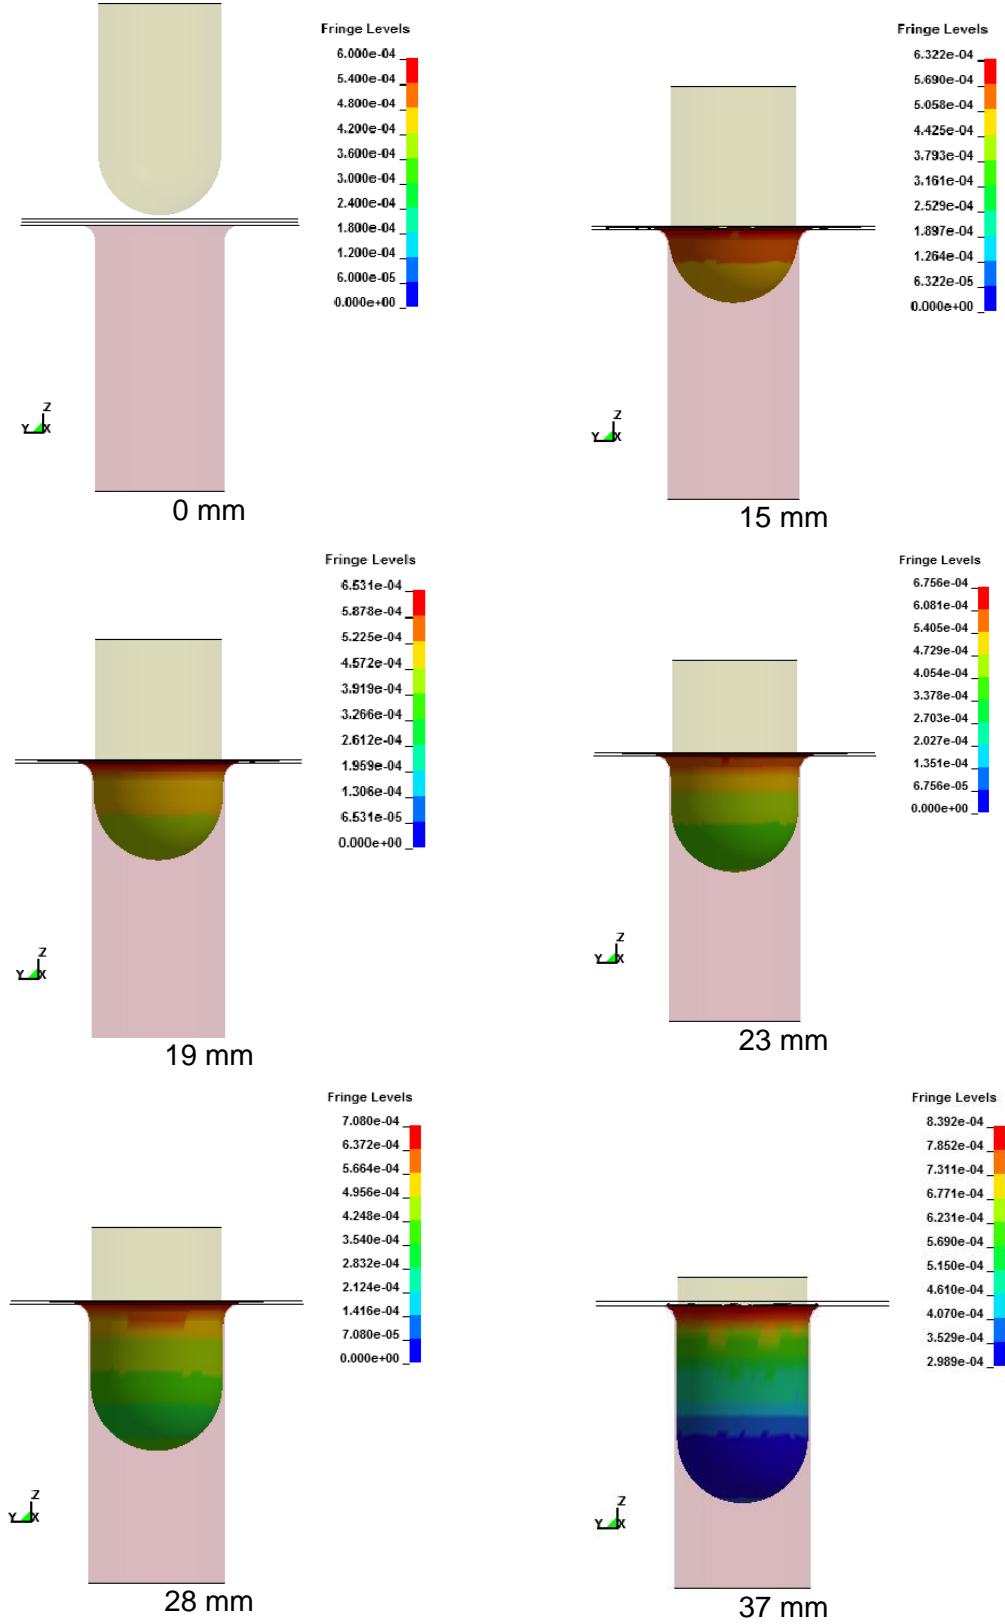 Fringe Levels
6.000e-04
5.400e-04
4.800e-04
4.200e-04
3.600e-04
3.000e-04
2.400e-04
1.800e-04
1.200e-04
6.000e-05
0.000e+00
Z
Y X
0 mm
Fringe Levels
6.322e-04
5.690e-04
5.058e-04
4.425e-04
3.793e-04
3.161e-04
2.529e-04
1.897e-04
1.264e-04
6.322e-05
0.000e+00
Z
Y X
15 mm
Fringe Levels
6.531e-04
5.878e-04
5.225e-04
4.572e-04
3.919e-04
3.266e-04
2.612e-04
1.959e-04
1.306e-04
6.531e-05
0.000e+00
Z
Y X
19 mm
Fringe Levels
6.756e-04
6.081e-04
5.405e-04
4.729e-04
4.054e-04
3.378e-04
2.703e-04
2.027e-04
1.351e-04
6.756e-05
0.000e+00
Z
Y X
23 mm
Fringe Levels
7.080e-04
6.372e-04
5.664e-04
4.956e-04
4.248e-04
3.540e-04
2.832e-04
2.124e-04
1.416e-04
7.080e-05
0.000e+00
Z
Y X
28 mm
Fringe Levels
8.392e-04
7.852e-04
7.311e-04
6.771e-04
6.231e-04
5.690e-04
5.150e-04
4.610e-04
4.070e-04
3.529e-04
2.989e-04
Z
Y X
37 mm